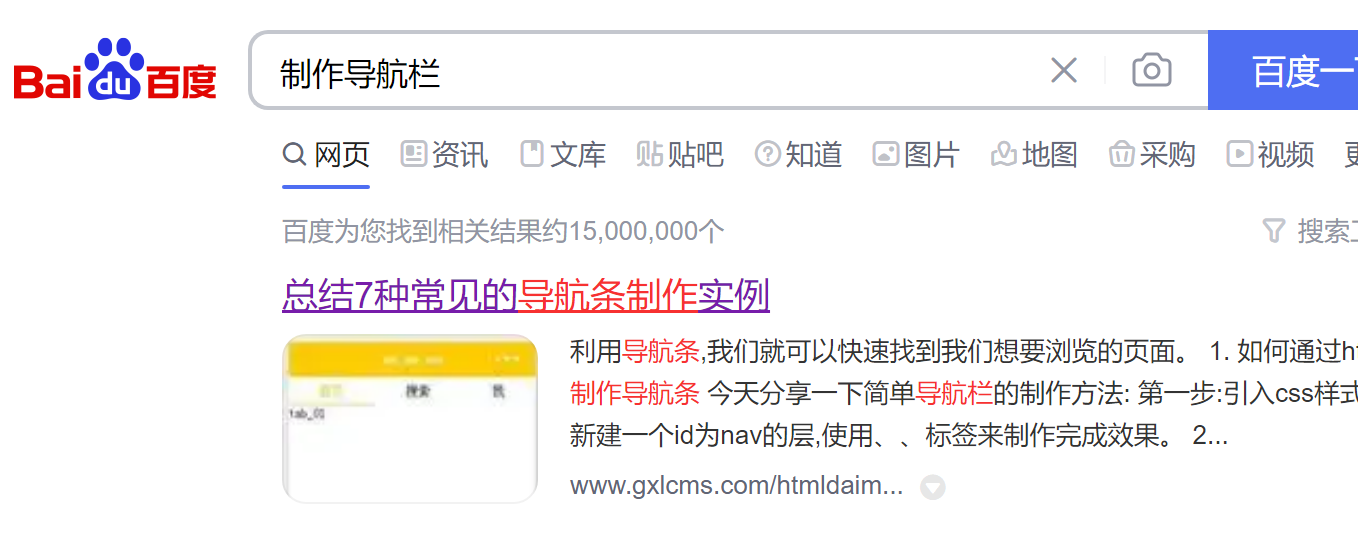 Bai du 百度
制作导航栏
百度一
网页 资讯 文库 贴吧 知道 图片 地图 采购 视频
百度为您找到相关结果约15,000,000个
搜索
总结7种常见的导航条制作实例
搜索 我
tab_01
利用导航条,我们就可以快速找到我们想要浏览的页面。 1. 如何通过ht
制作导航条 今天分享一下简单导航栏的制作方法: 第一步:引入css样式
新建一个id为nav的层,使用、、标签来制作完成效果。 2...
www.gxlcms.com/htmldaim...